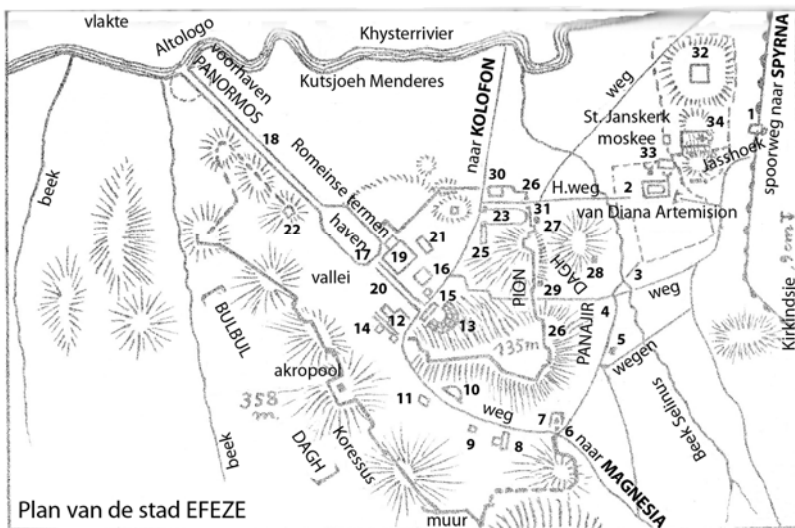 vlakte
Altologo
Khysterrivier
voorhaven
PANORMOS
Kutsjoeh Menderes
weg
32
spoorweg naar SPYRNA
St. Janskerk
moskee
34
1
Jasshoek
33
naar KOLOFON
18
Romeinse termen
beek
30
26
H.weg
2
van Diana Artemision
23
31
27
22
haven
17
19
21
25
DAGH
28
3
vallei
16
PION
29
weg
20
15
4
Kirkindsie
BULBUL
14
12
13
26
PANAJIR
5
135m
wegen
akropool
358
m.
11
10
weg
7
6
Beek Selinus
beek
DAGH
Koressus
9
8
naar MAGNESIA
Plan van de stad EFEZE
muur